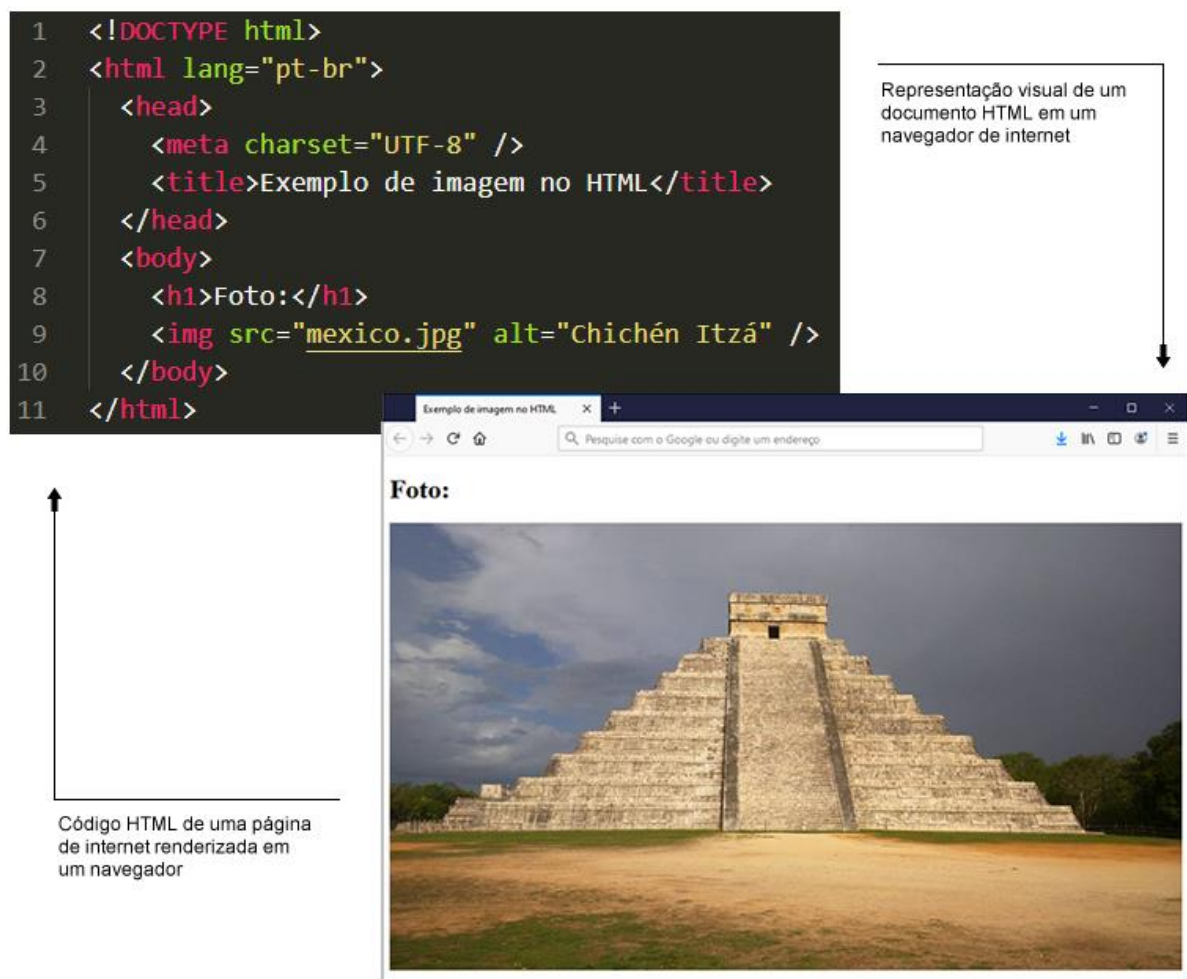 1 <!DOCTYPE html>
2 <html lang="pt-br">
3 <head>
4 <meta charset="UTF-8" />
5 <title>Exemplo de imagem no HTML</title>
6 </head>
7 <body>
8 <h1>Foto:</h1>
9 <img src="mexico.jpg" alt="Chichén Itzá" />
10 </body>
11 </html>
Representação visual de um
documento HTML em um
navegador de internet
Exemplo de imagem no HTML
Pesquise com o Google ou digite um endereço
Foto:
Código HTML de uma página
de internet renderizada em
um navegador